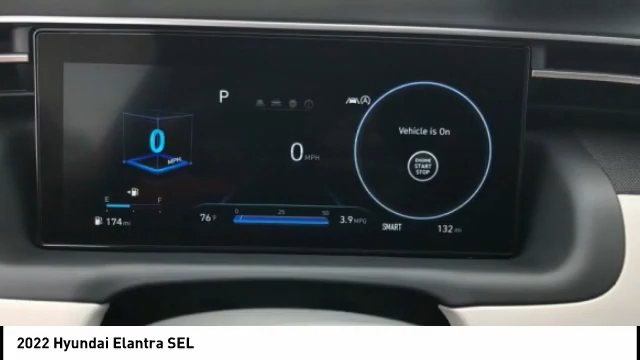 P
0
MPH
0 MPH
Vehicle is On
ENGINE
START
STOP
E F
174 mi
76°F
0 25 50
3.9 MPG
SMART
132 mi
2022 Hyundai Elantra SEL